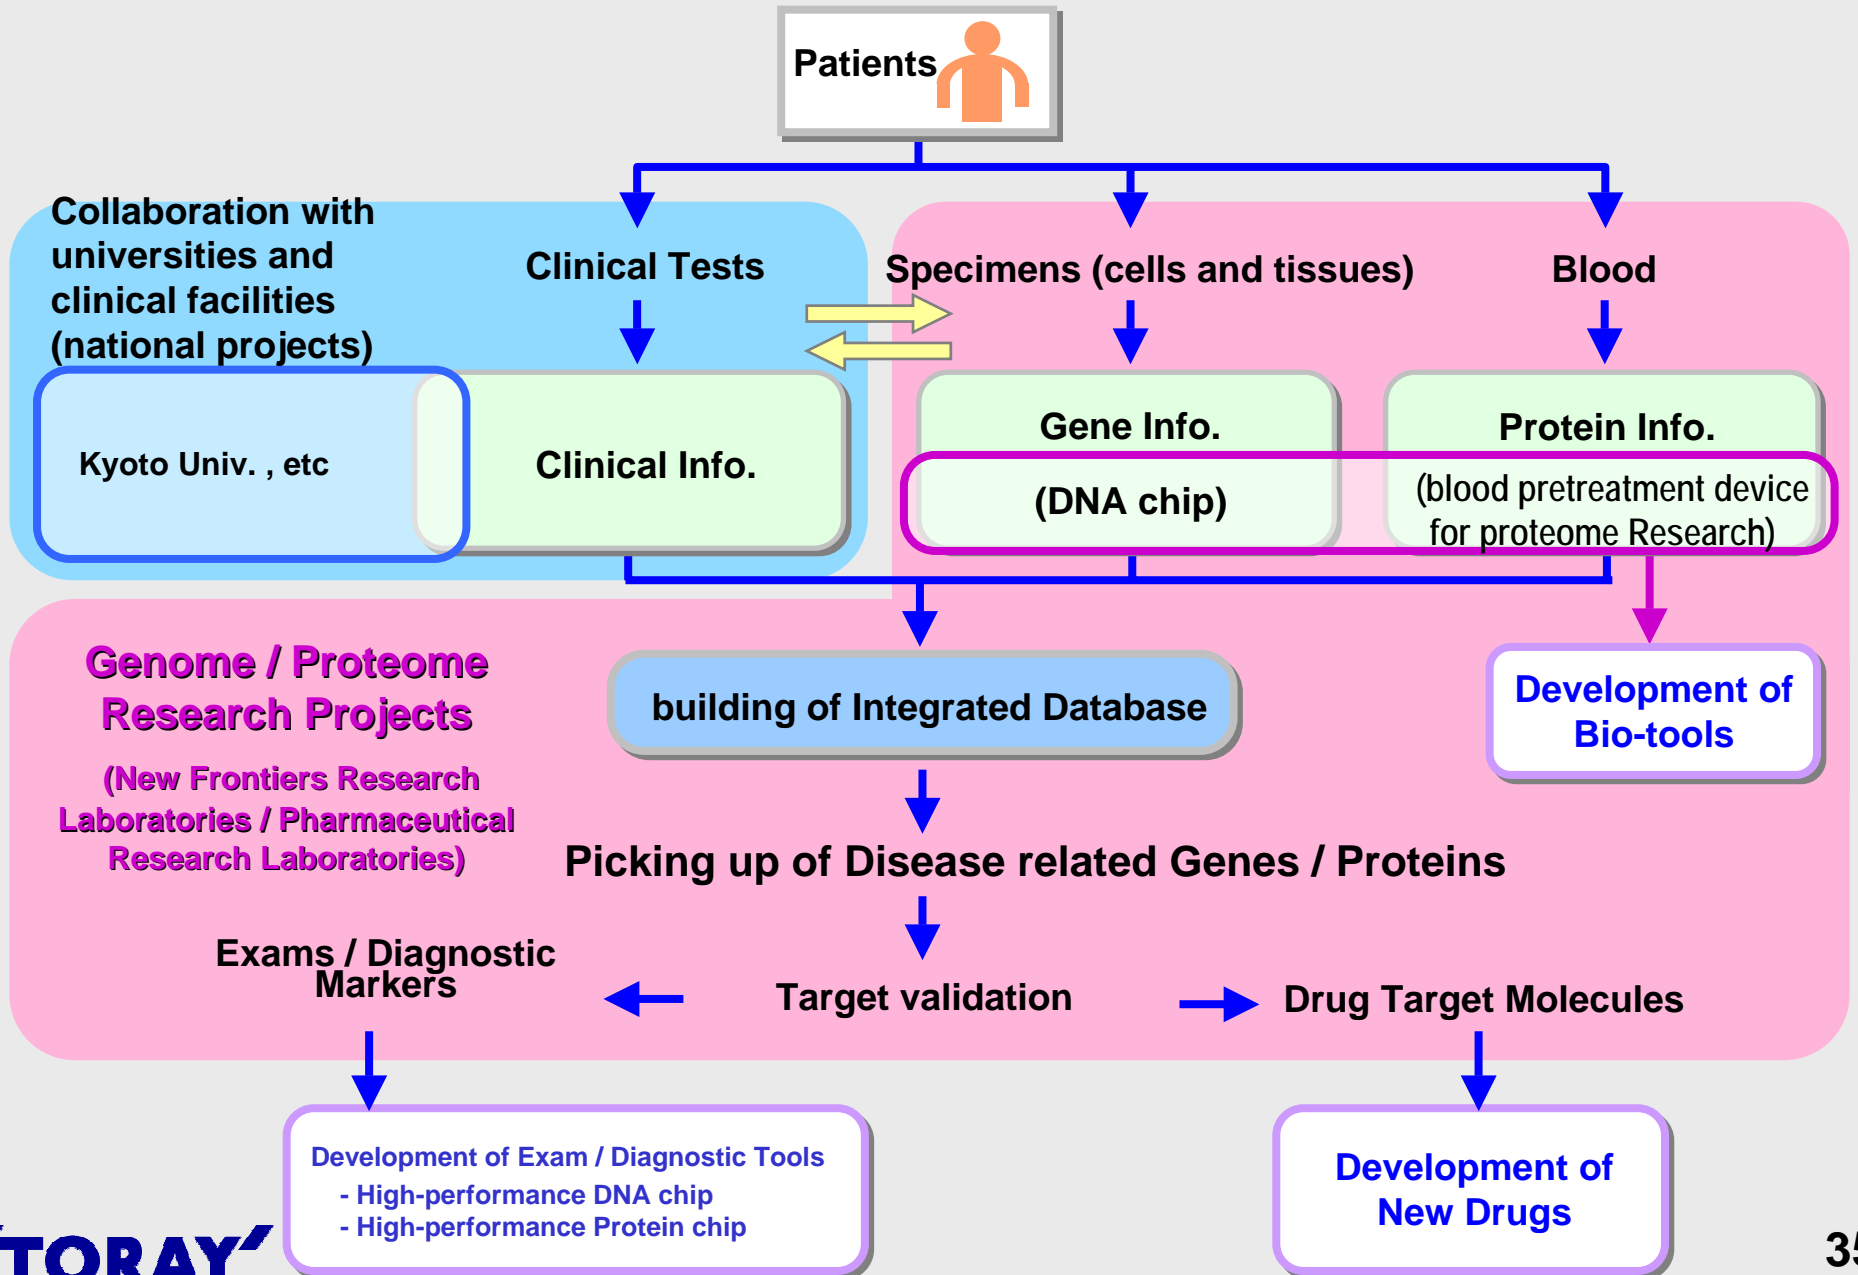 Patients
Collaboration with
universities and
clinical facilities
(national projects)
Clinical Tests
Specimens (cells and tissues)
Blood
Kyoto Univ. , etc
Clinical Info.
Gene Info.
(DNA chip)
Protein Info.
(blood pretreatment device
for proteome Research)
Genome / Proteome
Research Projects
(New Frontiers Research
Laboratories / Pharmaceutical
Research Laboratories)
building of Integrated Database
Development of
Bio-tools
Picking up of Disease related Genes / Proteins
Exams / Diagnostic
Markers
Target validation
Drug Target Molecules
Development of Exam / Diagnostic Tools
- High-performance DNA chip
- High-performance Protein chip
Development of
New Drugs
TORAY
35